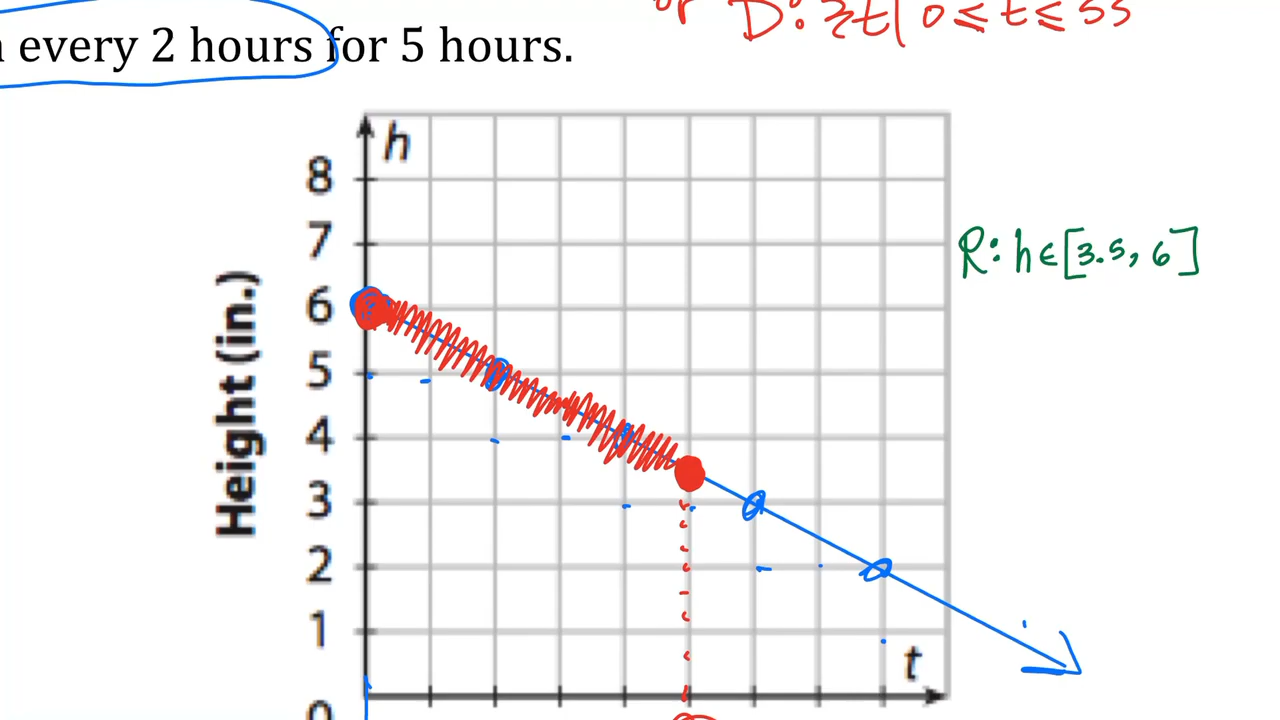 or D: {t| 0 ≤ t ≤ 5}
every 2 hours for 5 hours.
h
8
7
R: h∈[3.5, 6]
6
5
4
3
2
1
t
0
Height (in.)